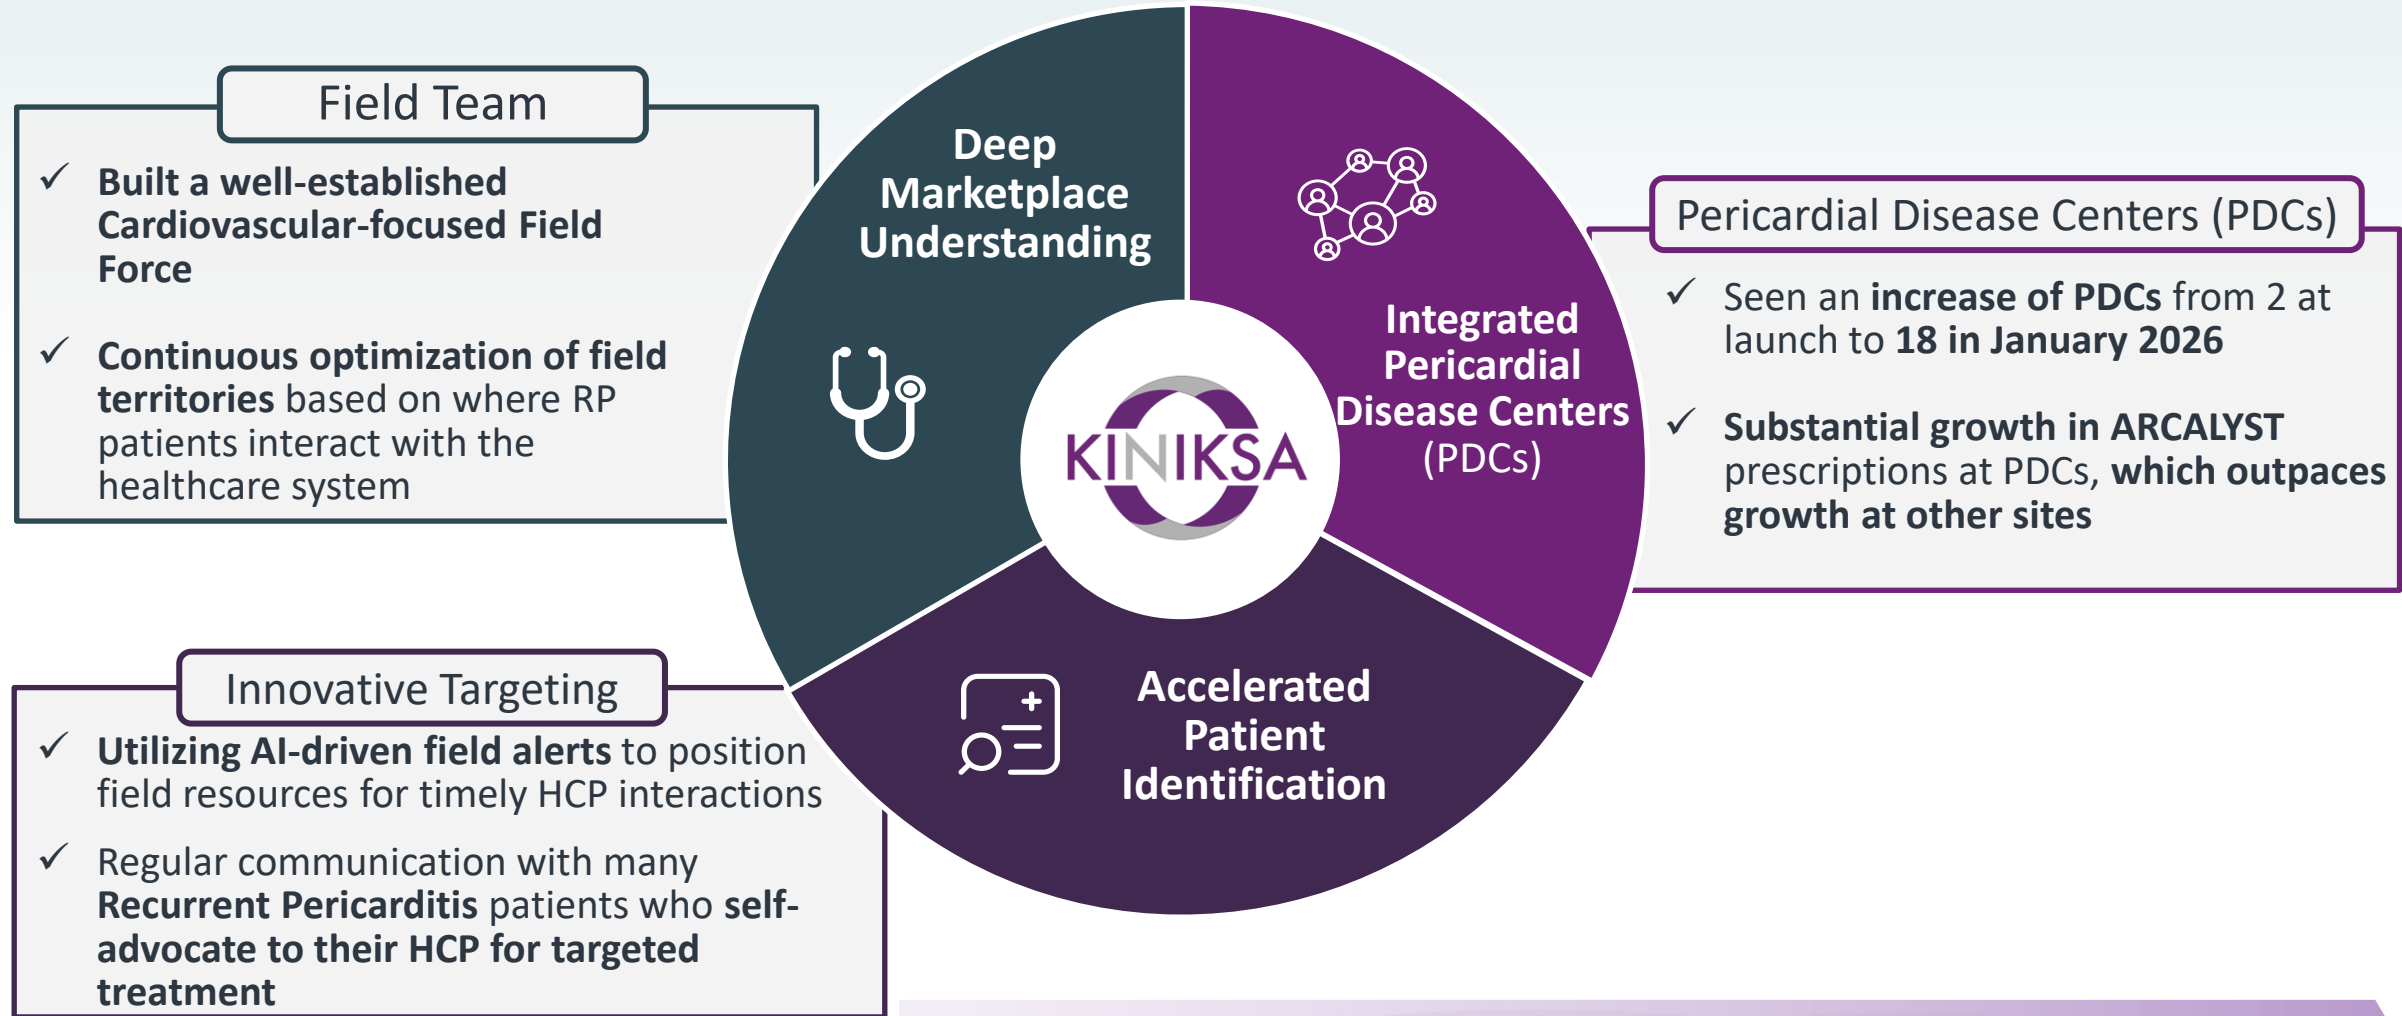 Field Team
✓ Built a well-established
Cardiovascular-focused Field
Force
✓ Continuous optimization of field
territories based on where RP
patients interact with the
healthcare system
Innovative Targeting
✓ Utilizing AI-driven field alerts to position
field resources for timely HCP interactions
✓ Regular communication with many
Recurrent Pericarditis patients who self-
advocate to their HCP for targeted
treatment
Deep
Marketplace
Understanding
Integrated
Pericardial
Disease Centers
(PDCs)
KINIKSA
Accelerated
Patient
Identification
Pericardial Disease Centers (PDCs)
✓ Seen an increase of PDCs from 2 at
launch to 18 in January 2026
✓ Substantial growth in ARCALYST
prescriptions at PDCs, which outpaces
growth at other sites